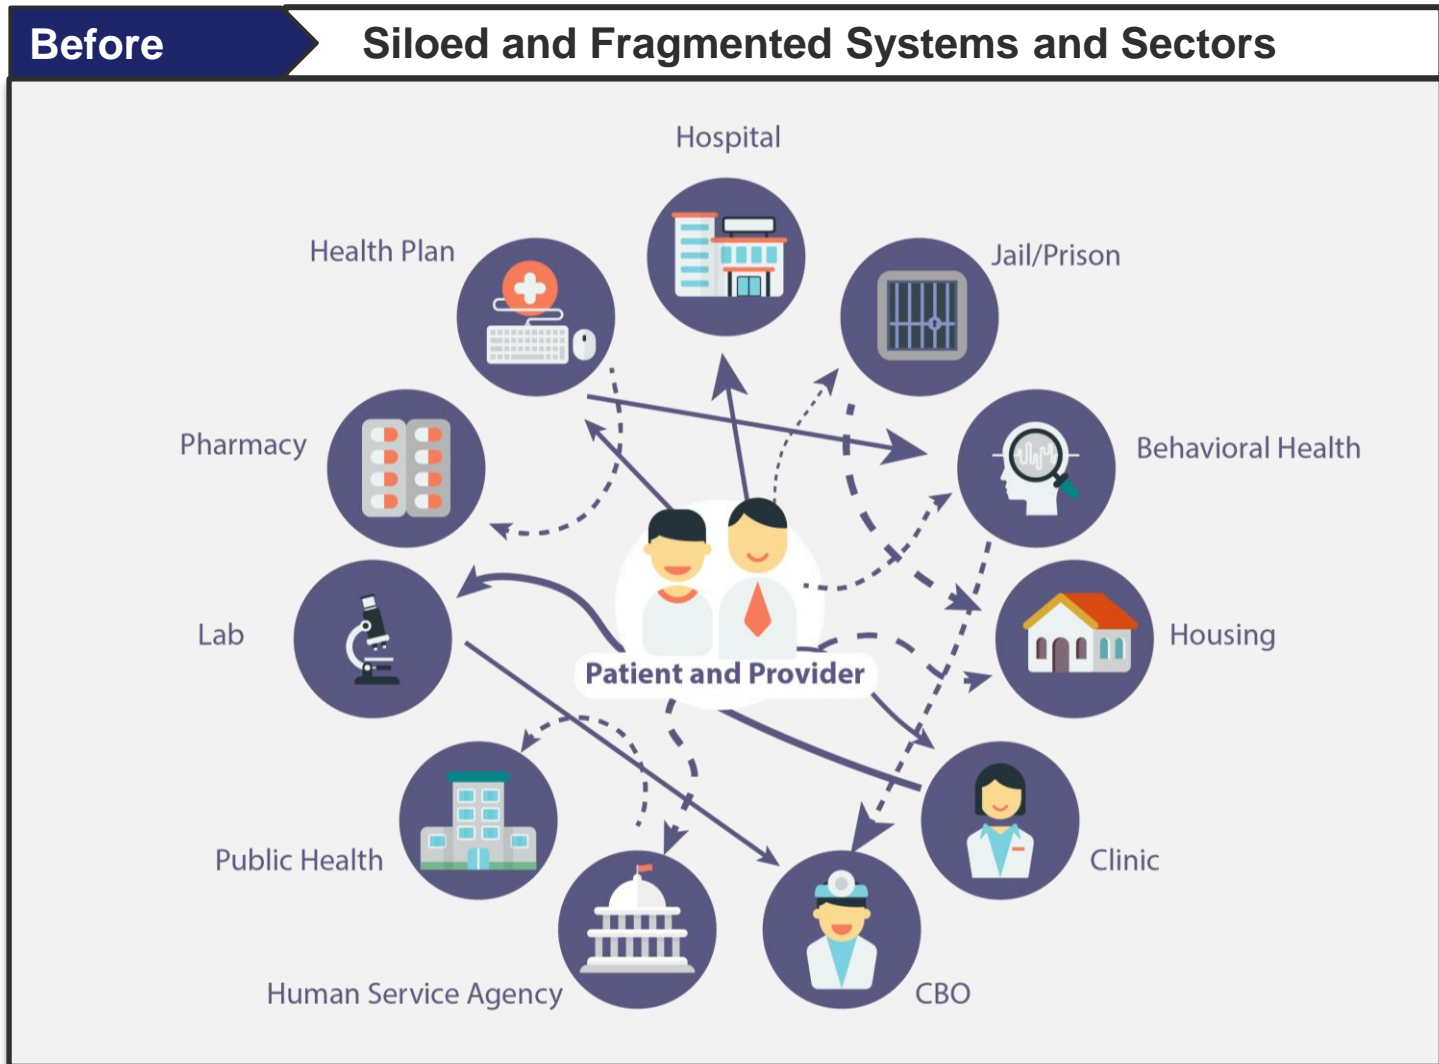 Before
Siloed and Fragmented Systems and Sectors
Hospital
Health Plan
Jail/Prison
Pharmacy
Behavioral Health
Lab
Housing
Patient and Provider
Public Health
Clinic
Human Service Agency
CBO